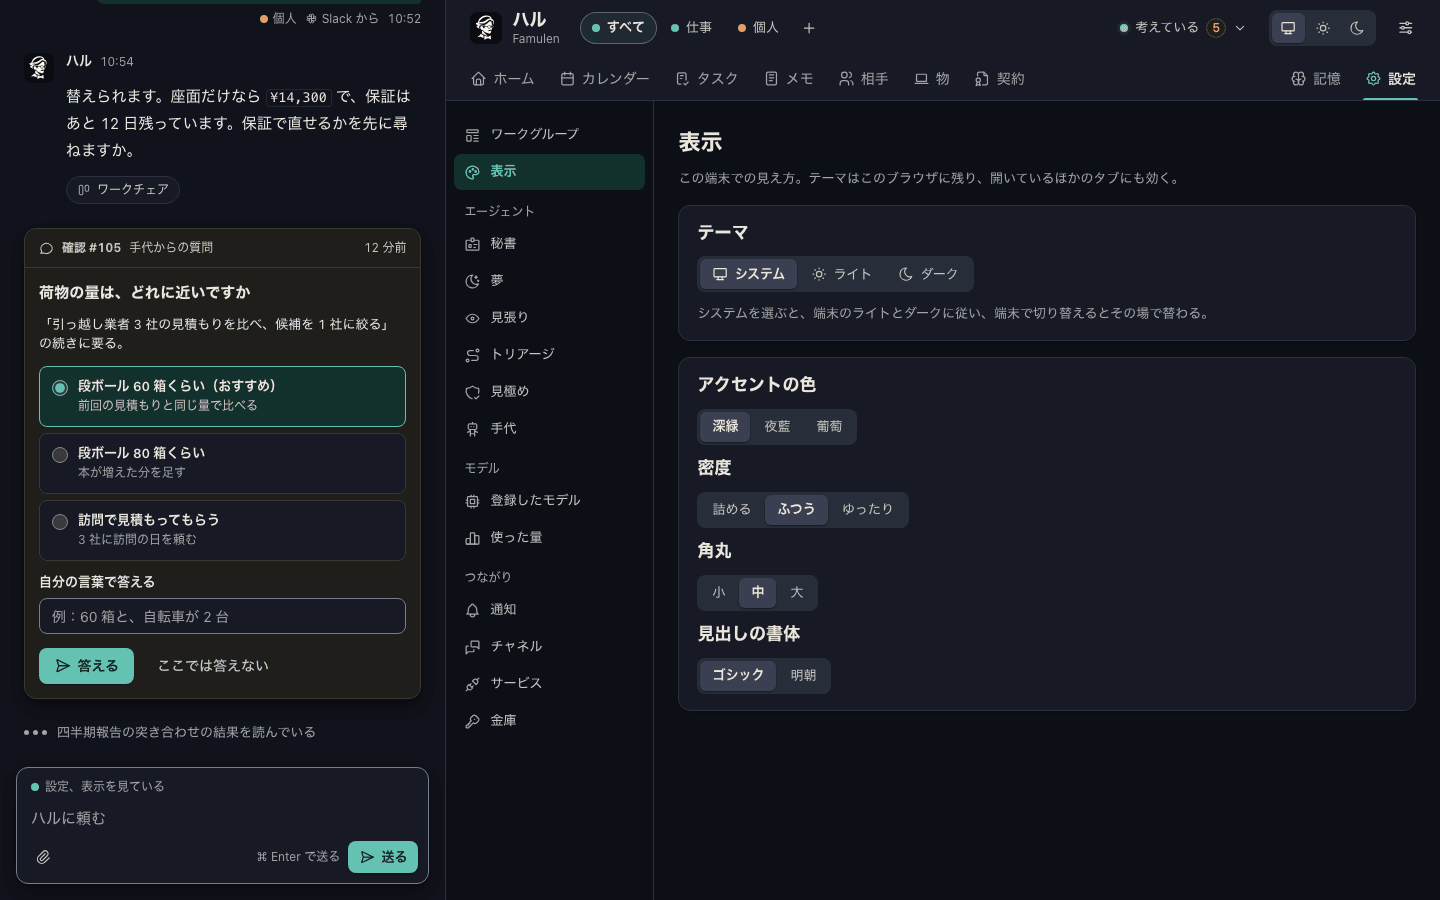 個人 Slack から 10:52
ハル 10:54
替えられます。座面だけなら ¥14,300 で、保証は
あと 12 日残っています。保証で直せるかを先に尋
ねますか。
ワークチェア
確認 #105 手代からの質問 12 分前
荷物の量は、どれに近いですか
「引っ越し業者 3 社の見積もりを比べ、候補を 1 社に絞る」
の続きに要る。
段ボール 60 箱くらい（おすすめ）
前回の見積もりと同じ量で比べる
段ボール 80 箱くらい
本が増えた分を足す
訪問で見積もってもらう
3 社に訪問の日を頼む
自分の言葉で答える
例：60 箱と、自転車が 2 台
答える ここでは答えない
四半期報告の突き合わせの結果を読んでいる
設定、表示を見ている
ハルに頼む
⌘ Enter で送る 送る
ハル
Famulen
すべて 仕事 個人 +
考えている 5
ホーム カレンダー タスク メモ 相手 物 契約 記憶 設定
ワークグループ
表示
エージェント
秘書
夢
見張り
トリアージ
見極め
手代
モデル
登録したモデル
使った量
つながり
通知
チャネル
サービス
金庫
表示
この端末での見え方。テーマはこのブラウザに残り、開いているほかのタブにも効く。
テーマ
システム ライト ダーク
システムを選ぶと、端末のライトとダークに従い、端末で切り替えるとその場で替わる。
アクセントの色
深緑 夜藍 葡萄
密度
詰める ふつう ゆったり
角丸
小 中 大
見出しの書体
ゴシック 明朝